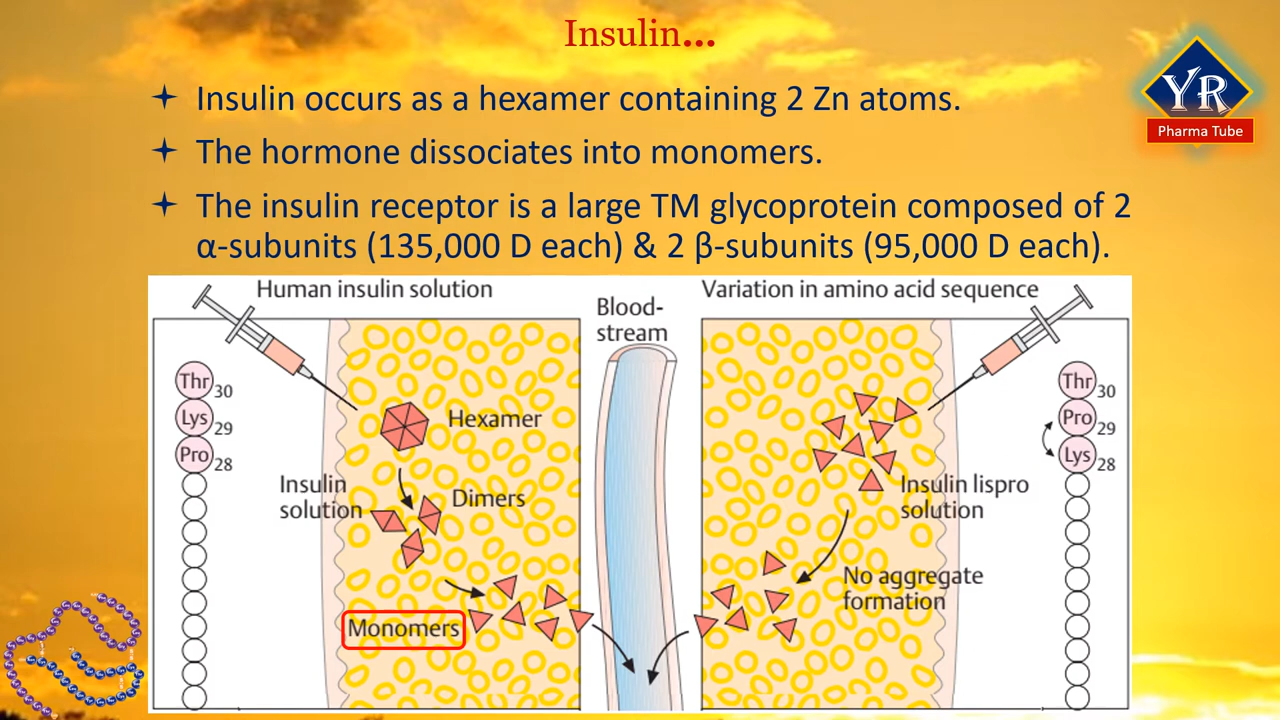 Insulin...
YR
Pharma Tube
Insulin occurs as a hexamer containing 2 Zn atoms.
The hormone dissociates into monomers.
The insulin receptor is a large TM glycoprotein composed of 2
α-subunits (135,000 D each) & 2 β-subunits (95,000 D each).
Human insulin solution
Blood-
stream
Variation in amino acid sequence
Thr 30
Lys 29
Pro 28
Hexamer
Insulin
solution
Dimers
Monomers
Thr 30
Pro 29
Lys 28
Insulin lispro
solution
No aggregate
formation